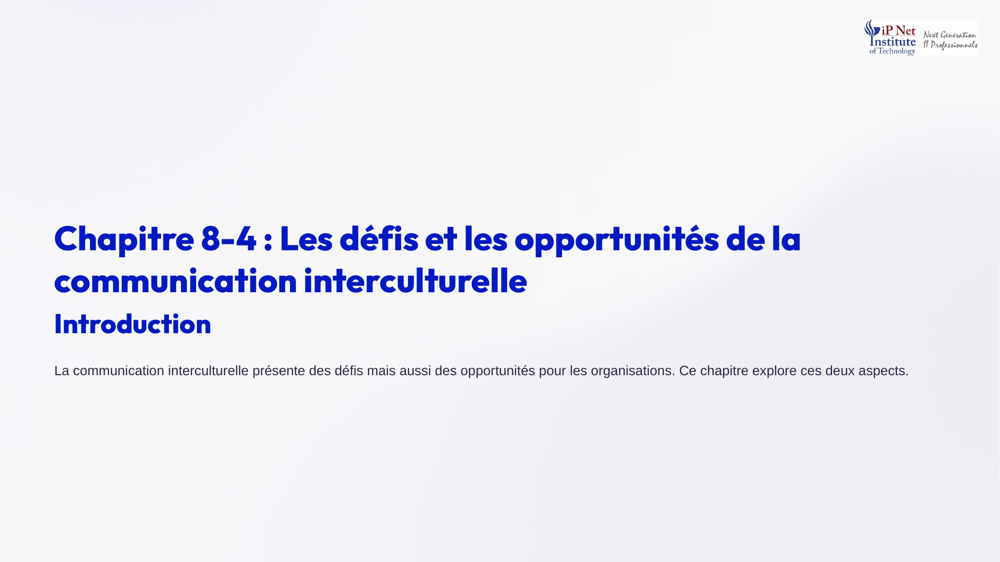 iP Net
Institute
of Technology
Next Generation
IT Professionnels
Chapitre 8-4 : Les défis et les opportunités de la
communication interculturelle
Introduction
La communication interculturelle présente des défis mais aussi des opportunités pour les organisations. Ce chapitre explore ces deux aspects.